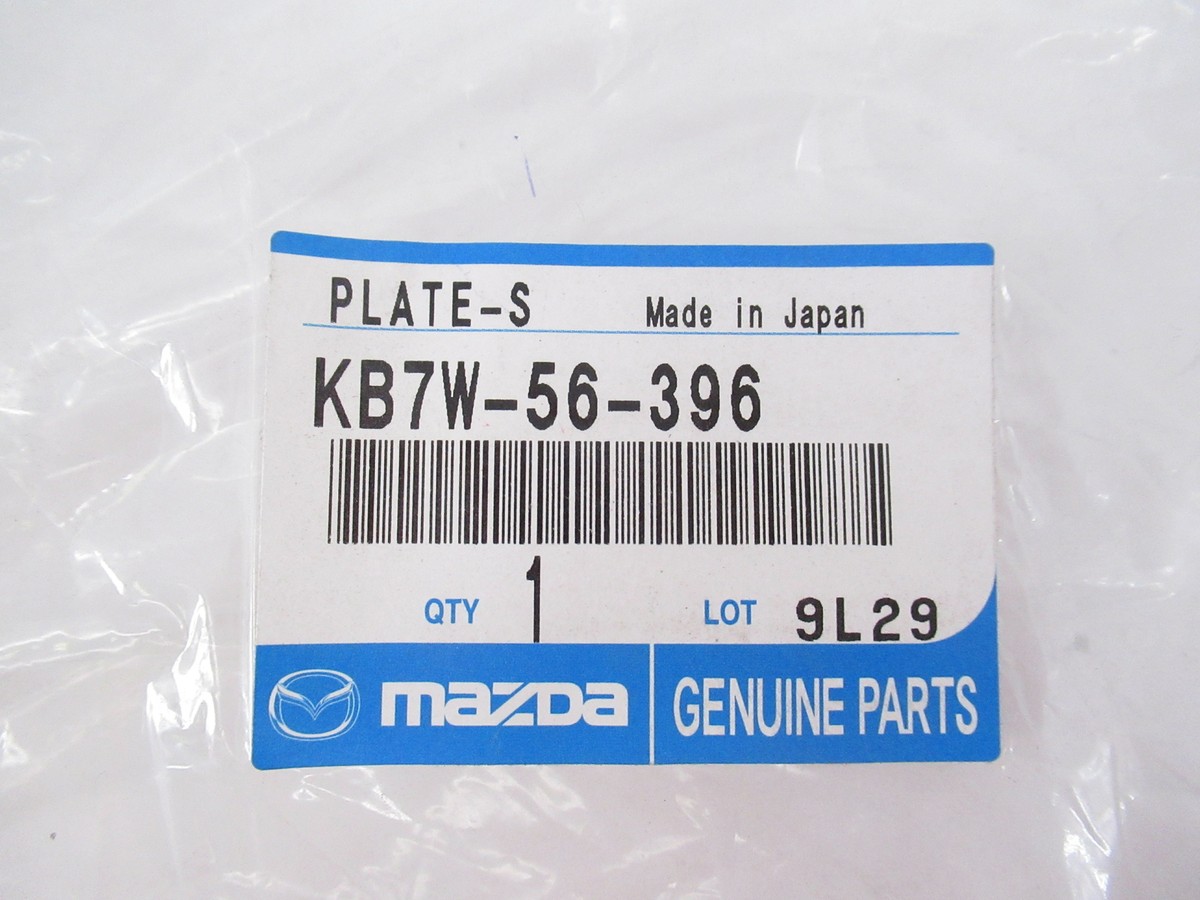 PLATE-S Made in Japan
KB7W-56-396
QTY 1 LOT 9L29
mazda GENUINE PARTS